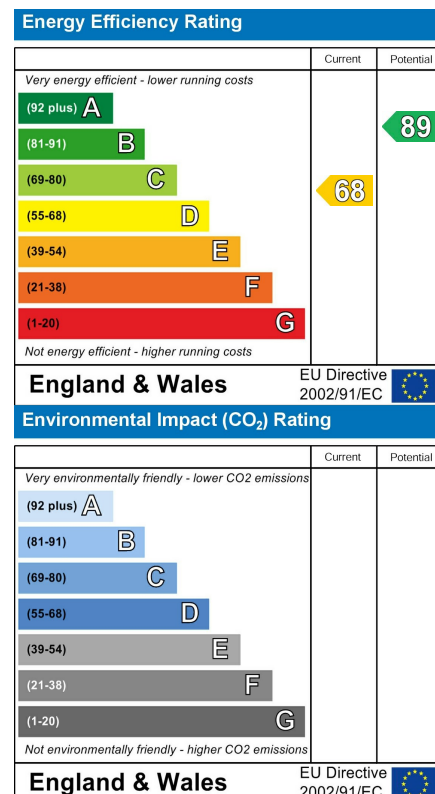 Energy Efficiency Rating
Current Potential
Very energy efficient - lower running costs
(92 plus) A
(81-91) B
89
(69-80) C
68
(55-68) D
(39-54) E
(21-38) F
(1-20) G
Not energy efficient - higher running costs
England & Wales
EU Directive
2002/91/EC
Environmental Impact (CO₂) Rating
Current Potential
Very environmentally friendly - lower CO2 emissions
(92 plus) A
(81-91) B
(69-80) C
(55-68) D
(39-54) E
(21-38) F
(1-20) G
Not environmentally friendly - higher CO2 emissions
England & Wales
EU Directive
2002/91/EC